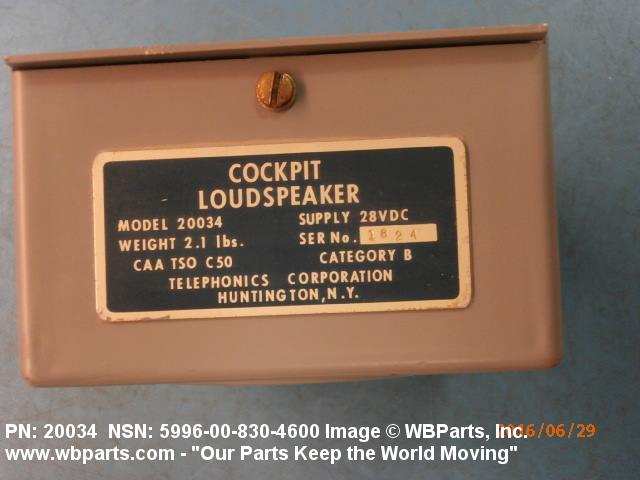 COCKPIT
LOUDSPEAKER
MODEL 20034 SUPPLY 28VDC
WEIGHT 2.1 lbs. SER No. 1824
CAA TSO C50 CATEGORY B
TELEPHONICS CORPORATION
HUNTINGTON, N.Y.
PN: 20034 NSN: 5996-00-830-4600 Image © WBParts, Inc.
www.wbparts.com - "Our Parts Keep the World Moving"